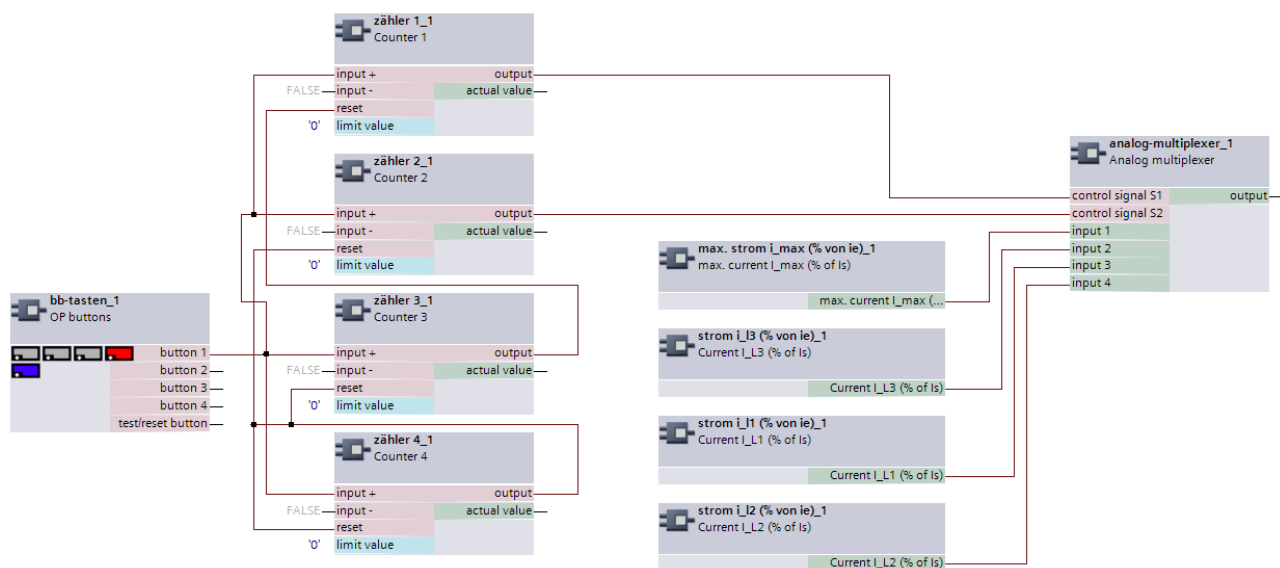 zähler 1_1
Counter 1
input +
output
FALSE
input -
actual value
reset
'0'
limit value
zähler 2_1
Counter 2
input +
output
FALSE
input -
actual value
reset
'0'
limit value
bb-tasten_1
OP buttons
button 1
button 2
button 3
button 4
test/reset button
zähler 3_1
Counter 3
input +
output
FALSE
input -
actual value
reset
'0'
limit value
zähler 4_1
Counter 4
input +
output
FALSE
input -
actual value
reset
'0'
limit value
max. strom i_max (% von ie)_1
max. current I_max (% of Is)
max. current I_max (...
strom i_l3 (% von ie)_1
Current I_L3 (% of Is)
Current I_L3 (% of Is)
strom i_l1 (% von ie)_1
Current I_L1 (% of Is)
Current I_L1 (% of Is)
strom i_l2 (% von ie)_1
Current I_L2 (% of Is)
Current I_L2 (% of Is)
analog-multiplexer_1
Analog multiplexer
control signal S1
output
control signal S2
input 1
input 2
input 3
input 4